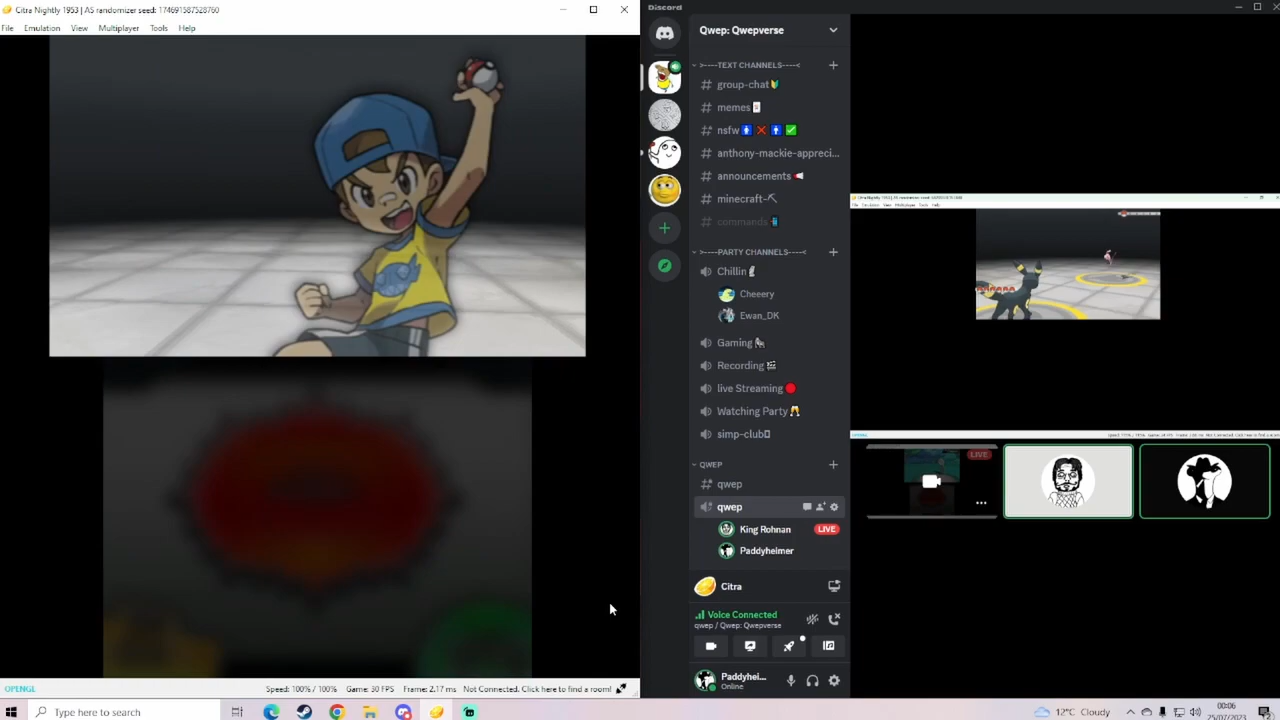 Citra Nightly 1953 | AS randomizer seed: 174691587528760
File Emulation View Multiplayer Tools Help
OPENGL Speed: 100% / 100% Game: 30 FPS Frame: 2.17 ms Not Connected. Click here to find a room!
Type here to search
Discord
Qwep: Qwepverse
>----TEXT CHANNELS----<
group-chat
memes
nsfw
anthony-mackie-appreci...
announcements
minecraft-
commands
>----PARTY CHANNELS----<
Chillin
Cheeery
Ewan_DK
Gaming
Recording
live Streaming
Watching Party
simp-club
QWEP
qwep
qwep
King Rohnan LIVE
Paddyheimer
Citra
Voice Connected
qwep / Qwep: Qwepverse
Paddyhei...
Online
LIVE
12°C Cloudy
00:06
25/07/2023